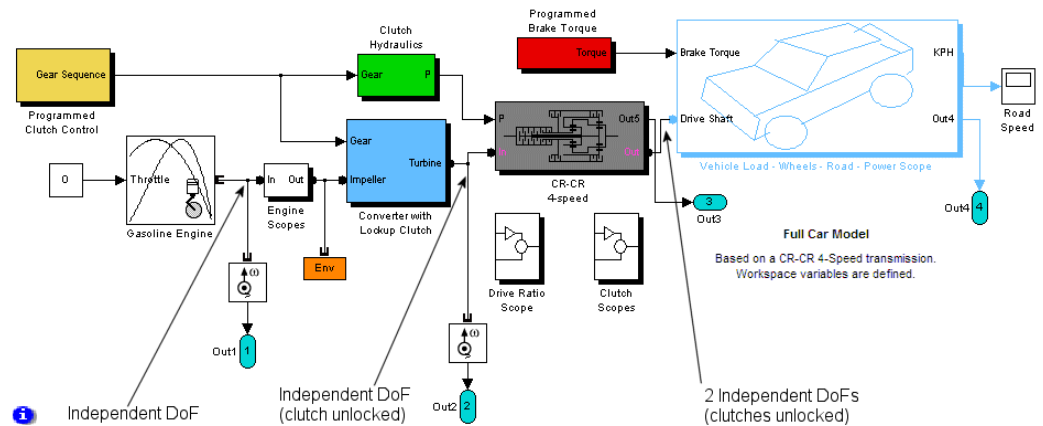 Programmed
Brake Torque
Clutch
Hydraulics
Gear Sequence
Programmed
Clutch Control
Gear
P
Torque
Brake Torque
KPH
Drive Shaft
Out4
Vehicle Load - Wheels - Road - Power Scope
Road
Speed
P
Out5
In
Out
CR-CR
4-speed
Gear
Turbine
Impeller
Converter with
Lookup Clutch
0
Throttle
Gasoline Engine
In
Out
Engine
Scopes
Env
3
Out3
Out4
4
Full Car Model
Based on a CR-CR 4-Speed transmission.
Workspace variables are defined.
Drive Ratio
Scope
Clutch
Scopes
(t)
Out1
1
(t)
Out2
2
i
Independent DoF
Independent DoF
(clutch unlocked)
2 Independent DoFs
(clutches unlocked)